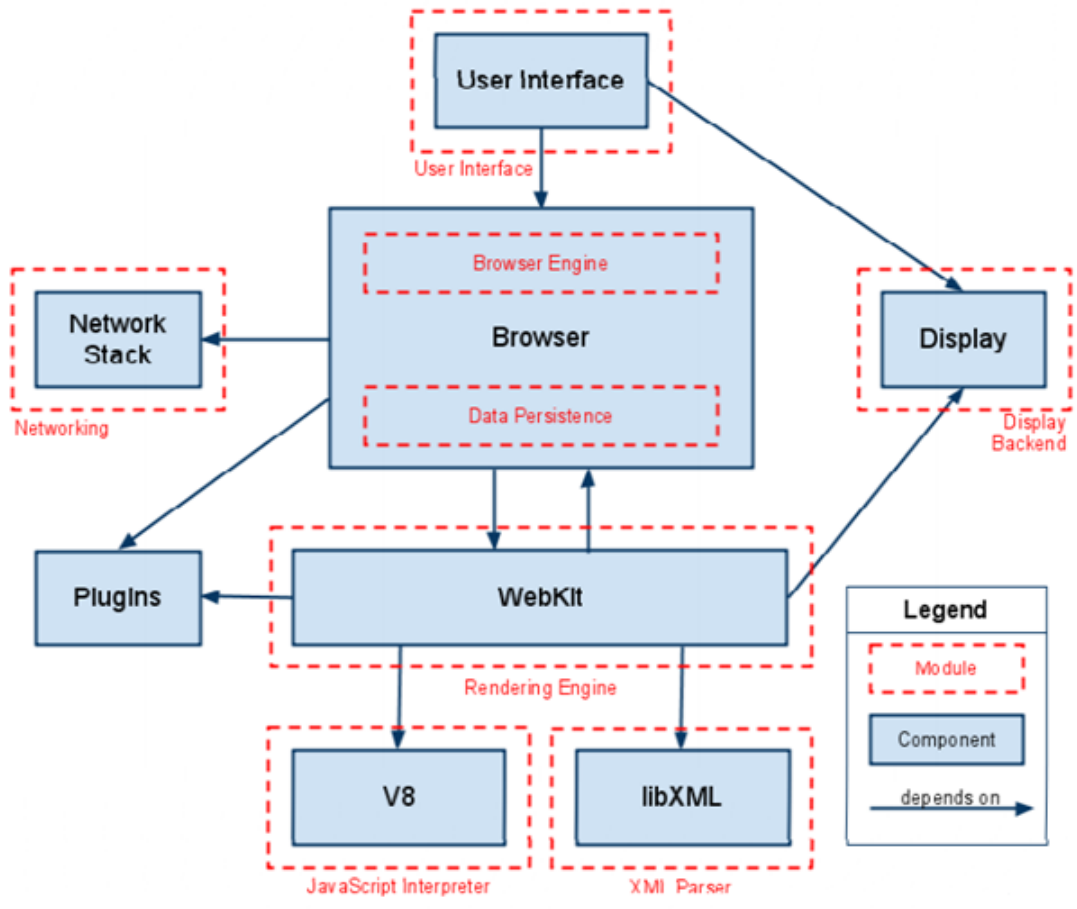 User Interface
User Interface
Browser Engine
Browser
Data Persistence
Network
Stack
Networking
Display
Display
Backend
PlugIns
WebKit
Rendering Engine
V8
JavaScript Interpreter
libXML
XML Parser
Legend
Module
Component
depends on